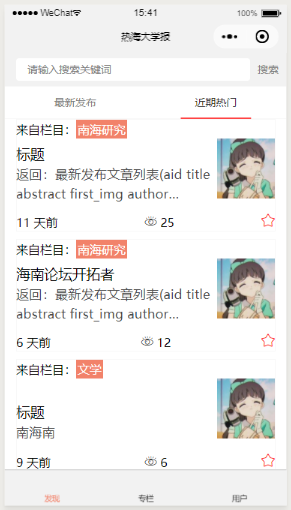 WeChat 15:41 100%
热海大学报
请输入搜索关键词 搜索
最新发布 近期热门
来自栏目: 南海研究
标题
返回: 最新发布文章列表(aid title
abstract first_img author...
11 天前 25
来自栏目: 南海研究
海南论坛开拓者
返回: 最新发布文章列表(aid title
abstract first_img author...
6 天前 12
来自栏目: 文学
标题
南海南
9 天前 6
发现 专栏 用户